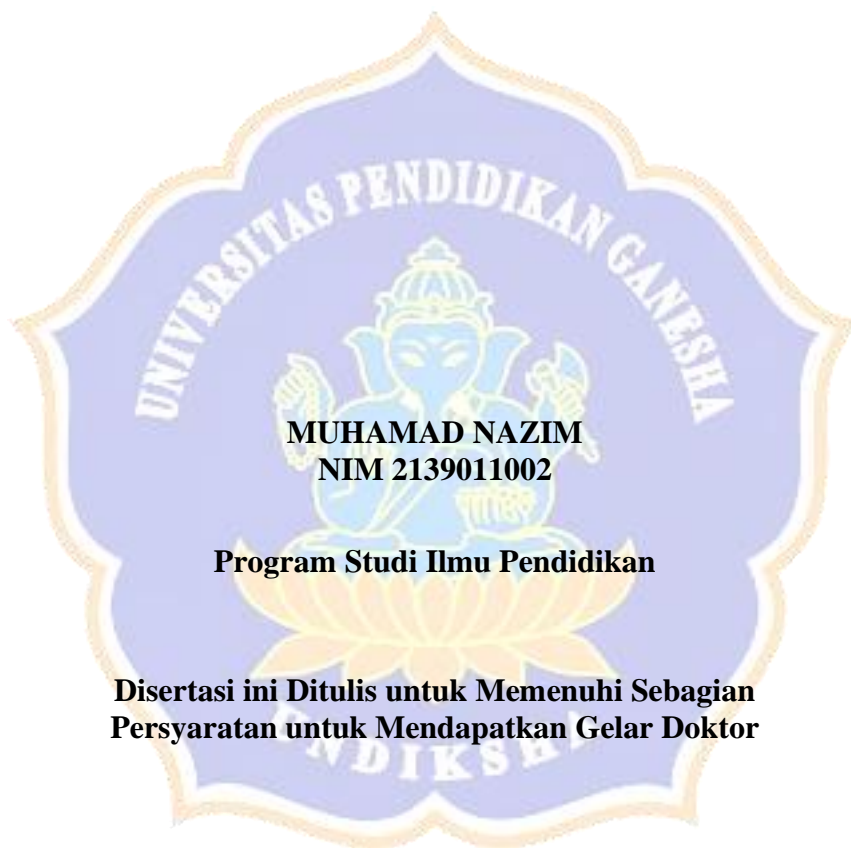 UNIVERSITAS PENDIDIKAN GANESHA
MUHAMAD NAZIM
NIM 2139011002
Program Studi Ilmu Pendidikan
Disertasi ini Ditulis untuk Memenuhi Sebagian
Persyaratan untuk Mendapatkan Gelar Doktor
UNDIKSHA